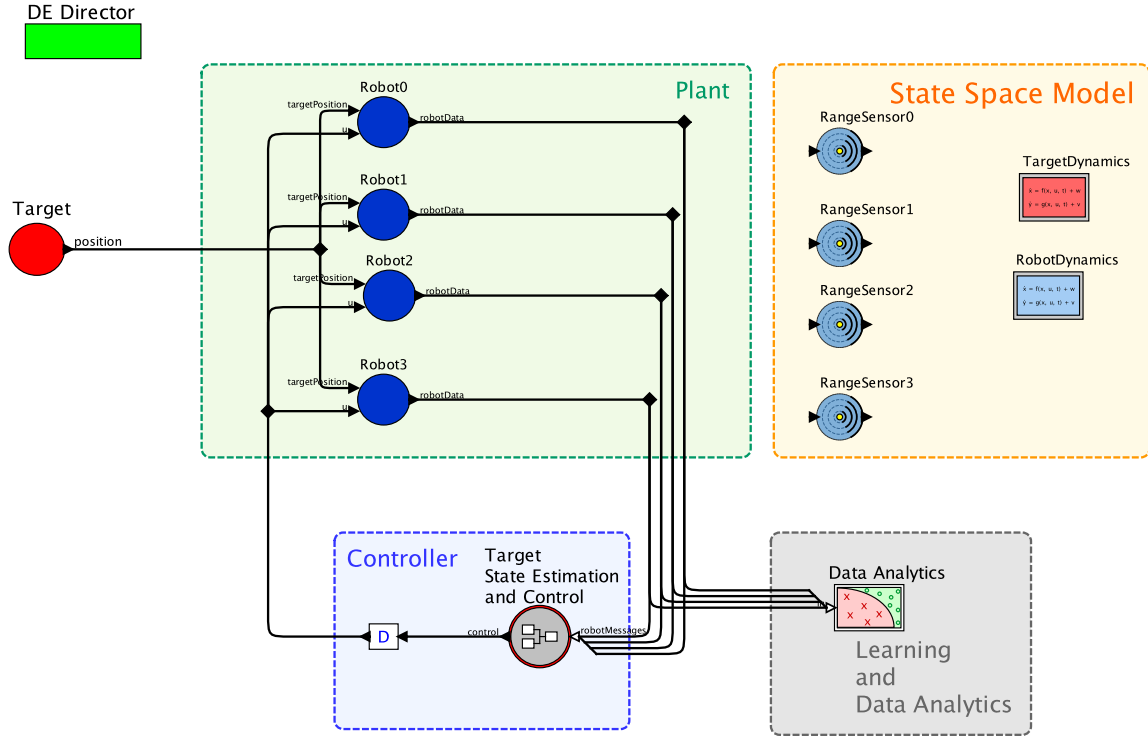 DE Director
Plant
State Space Model
Robot0
targetPosition
u
robotData
RangeSensor0
TargetDynamics
ẋ = f(x, u, t) + w
ŷ = g(x, u, t) + v
Robot1
targetPosition
u
robotData
RangeSensor1
Target
position
Robot2
targetPosition
u
robotData
RobotDynamics
ẋ = f(x, u, t) + w
ŷ = g(x, u, t) + v
RangeSensor2
Robot3
targetPosition
u
robotData
RangeSensor3
Controller
Target
State Estimation
and Control
control
robotMessages
D
Data Analytics
Learning
and
Data Analytics